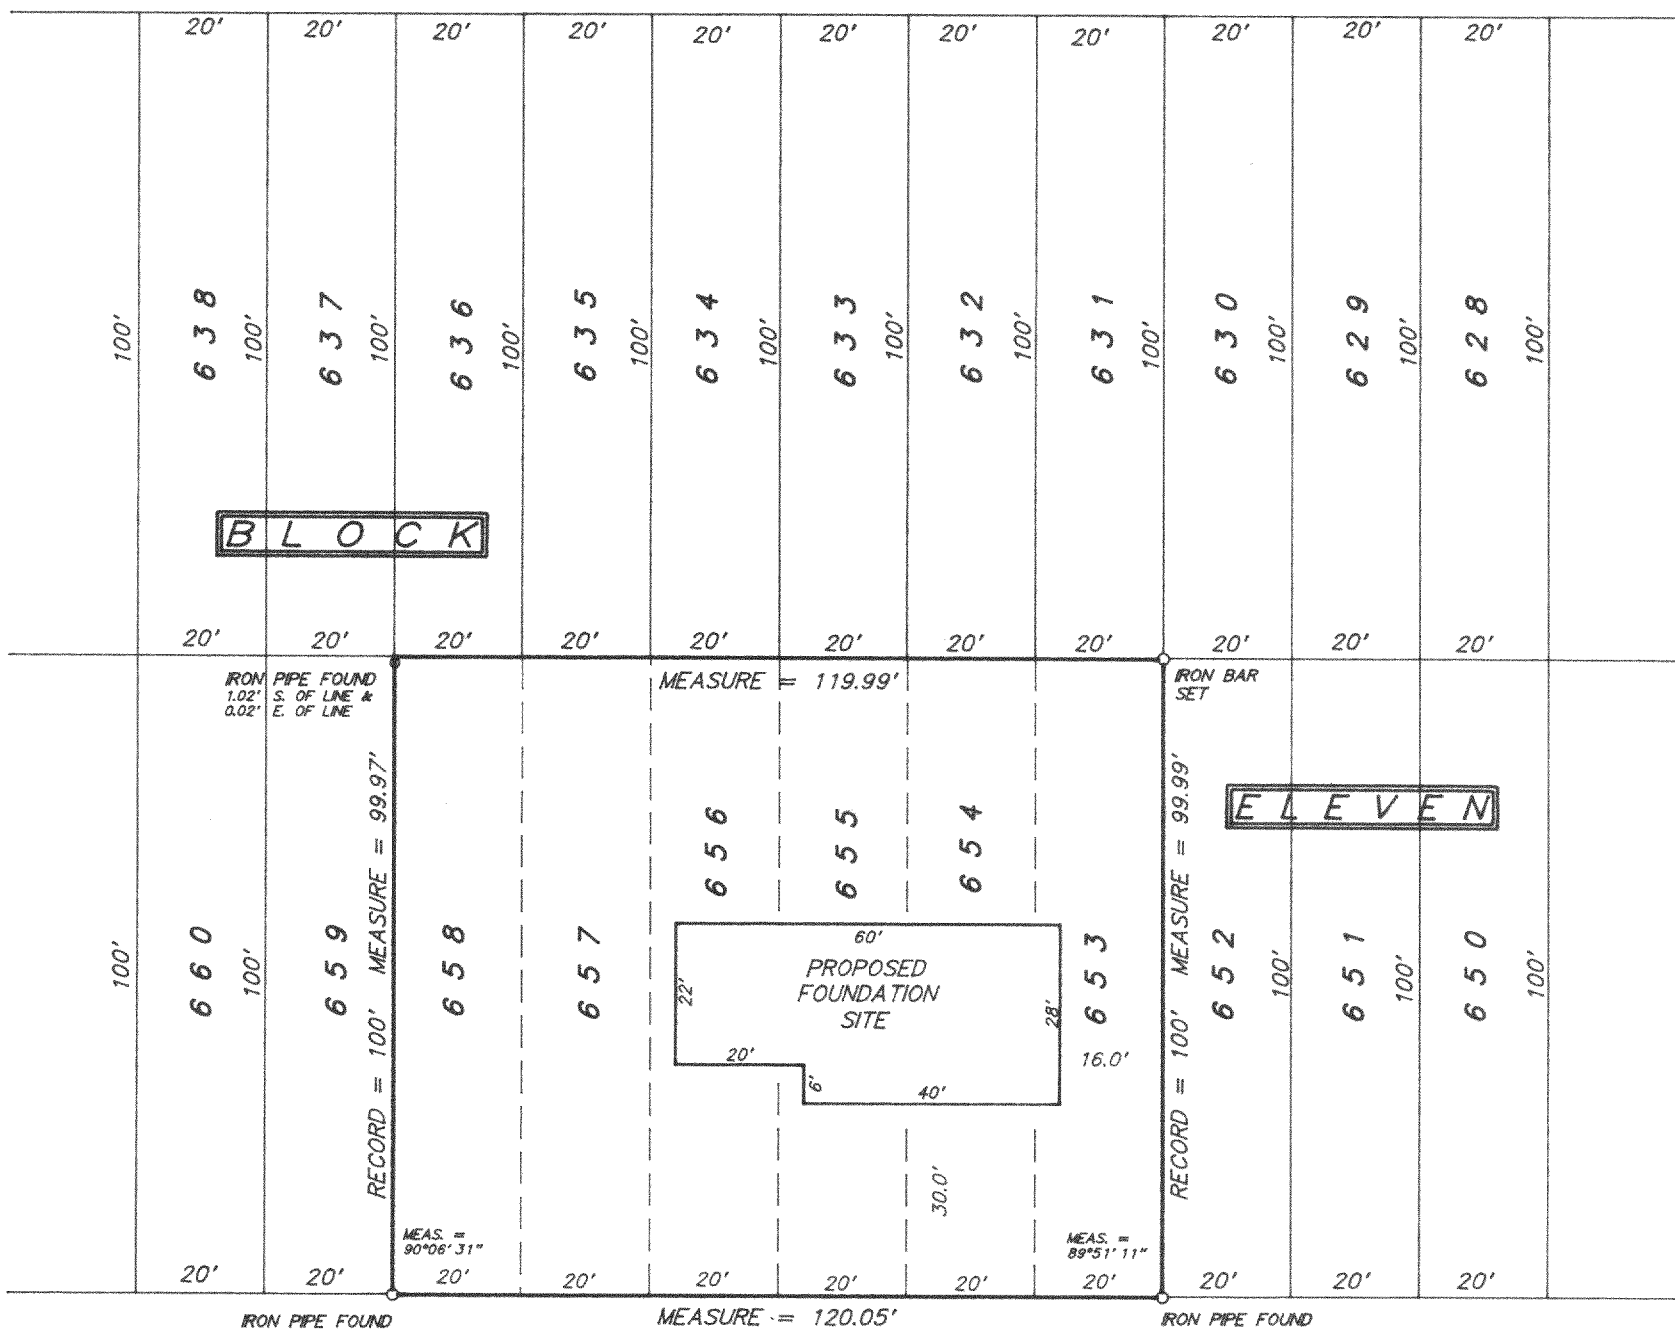 20' 20' 20' 20' 20' 20' 20' 20' 20' 20' 20'
100' 638 100' 637 100' 636 100' 635 100' 634 100' 633 100' 632 100' 631 100' 630 100' 629 100' 628 100'
BLOCK
20' 20' 20' 20' 20' 20' 20' 20' 20' 20' 20'
IRON PIPE FOUND
1.02' S. OF LINE &
0.02' E. OF LINE
MEASURE = 119.99'
IRON BAR
SET
RECORD = 100' MEASURE = 99.97'
RECORD = 100' MEASURE = 99.99'
ELEVEN
656 655 654
100' 660 100' 659 658 657 653 652 100' 651 100' 650 100'
60'
PROPOSED
FOUNDATION
SITE
22'
28'
20'
6'
40'
16.0'
30.0'
MEAS. =
90°06'31"
MEAS. =
89°51'11"
20' 20' 20' 20' 20' 20' 20' 20' 20' 20' 20'
IRON PIPE FOUND
MEASURE = 120.05'
IRON PIPE FOUND